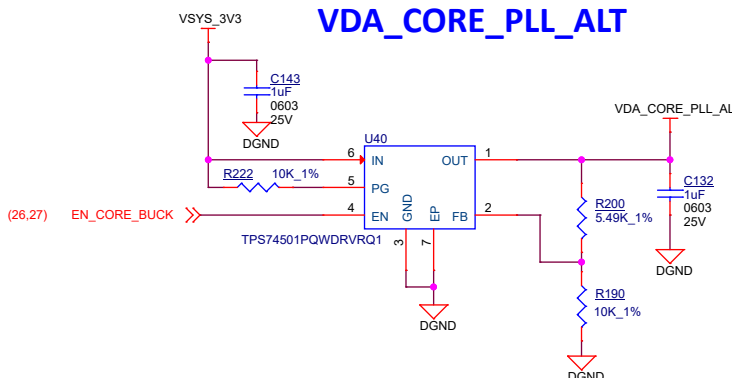 VDA_CORE_PLL_ALT
VSYS_3V3
C143
1uF
0603
25V
DGND
VDA_CORE_PLL_AL
U40
6 IN OUT 1
R222 10K_1% 5 PG
(26,27) EN_CORE_BUCK 4 EN GND EP FB 2
TPS74501PQWDRVRQ1
3 7
C132
1uF
0603
25V
R200
5.49K_1%
DGND
R190
10K_1%
DGND
DGND